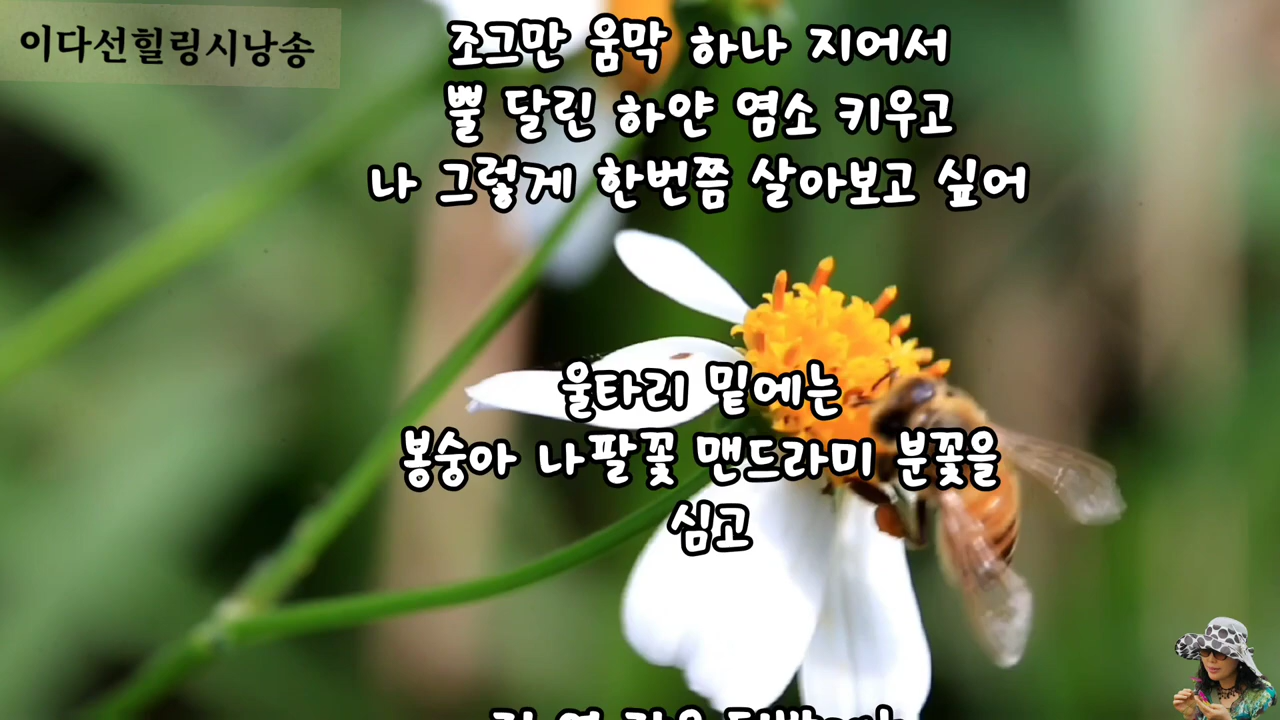 이다선힐링시낭송
조그만 움막 하나 지어서
뿔 달린 하얀 염소 키우고
나 그렇게 한번쯤 살아보고 싶어
울타리 밑에는
봉숭아 나팔꽃 맨드라미 분꽃을
심고